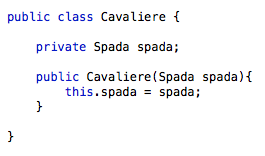 public class Cavaliere {
private Spada spada;
public Cavaliere(Spada spada){
this.spada = spada;
}
}